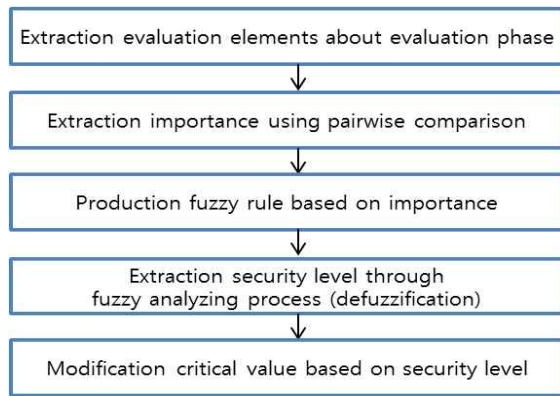 Extraction evaluation elements about evaluation phase
Extraction importance using pairwise comparison
Production fuzzy rule based on importance
Extraction security level through
fuzzy analyzing process (defuzzification)
Modification critical value based on security level